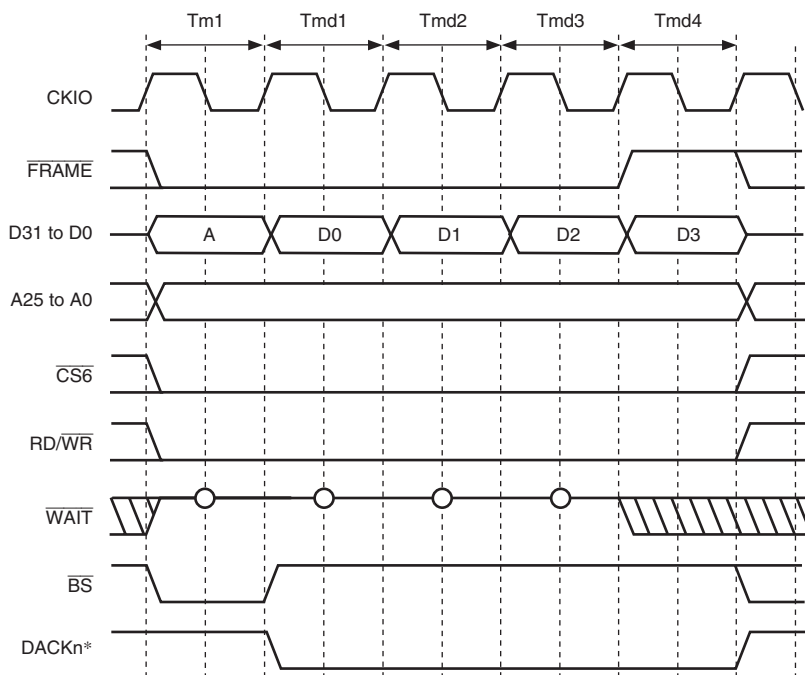 Tm1 Tmd1 Tmd2 Tmd3 Tmd4
CKIO
FRAME
D31 to D0 A D0 D1 D2 D3
A25 to A0
CS6
RD/WR
WAIT
BS
DACKn*